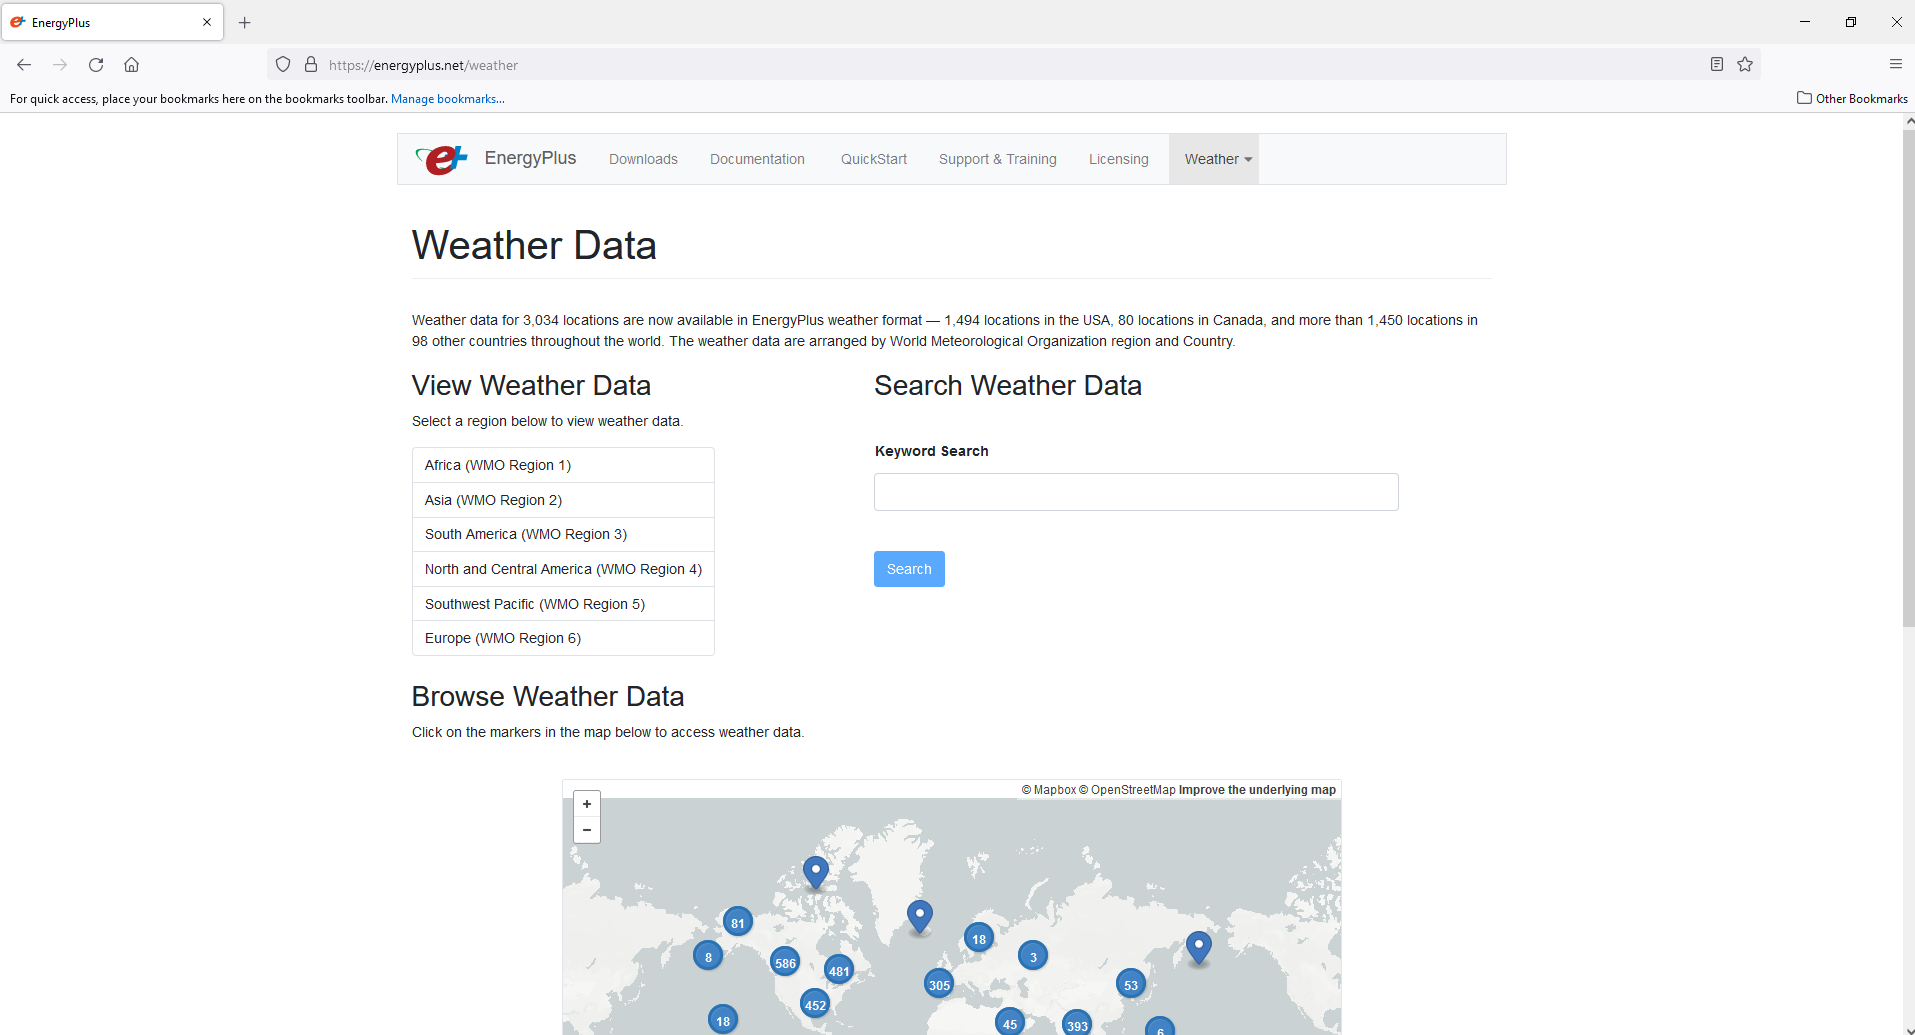 EnergyPlus
https://energyplus.net/weather
For quick access, place your bookmarks here on the bookmarks toolbar. Manage bookmarks...
Other Bookmarks
e+ EnergyPlus Downloads Documentation QuickStart Support & Training Licensing Weather
Weather Data
Weather data for 3,034 locations are now available in EnergyPlus weather format — 1,494 locations in the USA, 80 locations in Canada, and more than 1,450 locations in
98 other countries throughout the world. The weather data are arranged by World Meteorological Organization region and Country.
View Weather Data
Select a region below to view weather data.
Africa (WMO Region 1)
Asia (WMO Region 2)
South America (WMO Region 3)
North and Central America (WMO Region 4)
Southwest Pacific (WMO Region 5)
Europe (WMO Region 6)
Search Weather Data
Keyword Search
Search
Browse Weather Data
Click on the markers in the map below to access weather data.
+
−
© Mapbox © OpenStreetMap Improve the underlying map
81
18
8
586
481
3
305
53
452
18
45
393
6